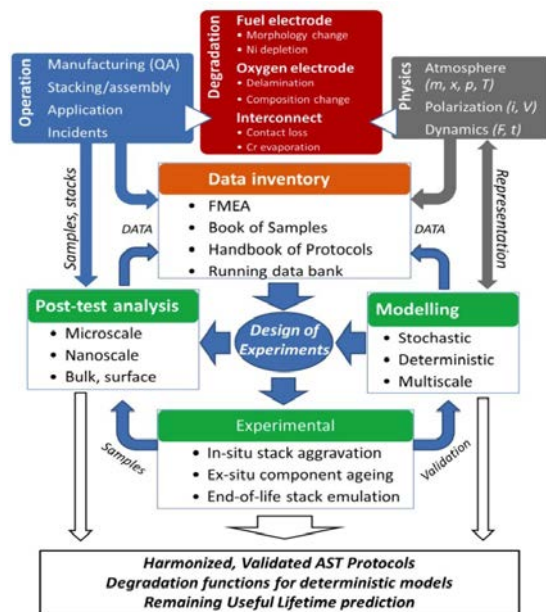 Operation
Manufacturing (QA)
Stacking/assembly
Application
Incidents
Degradation
Fuel electrode
• Morphology change
• Ni depletion
Oxygen electrode
• Delamination
• Composition change
Interconnect
• Contact loss
• Cr evaporation
Physics
Atmosphere
(m, x, p, T)
Polarization (i, V)
Dynamics (F, t)
Samples, stacks
DATA
Data inventory
• FMEA
• Book of Samples
• Handbook of Protocols
• Running data bank
DATA
Representation
Post-test analysis
• Microscale
• Nanoscale
• Bulk, surface
Design of
Experiments
Modelling
• Stochastic
• Deterministic
• Multiscale
Samples
Experimental
• In-situ stack aggravation
• Ex-situ component ageing
• End-of-life stack emulation
Validation
Harmonized, Validated AST Protocols
Degradation functions for deterministic models
Remaining Useful Lifetime prediction